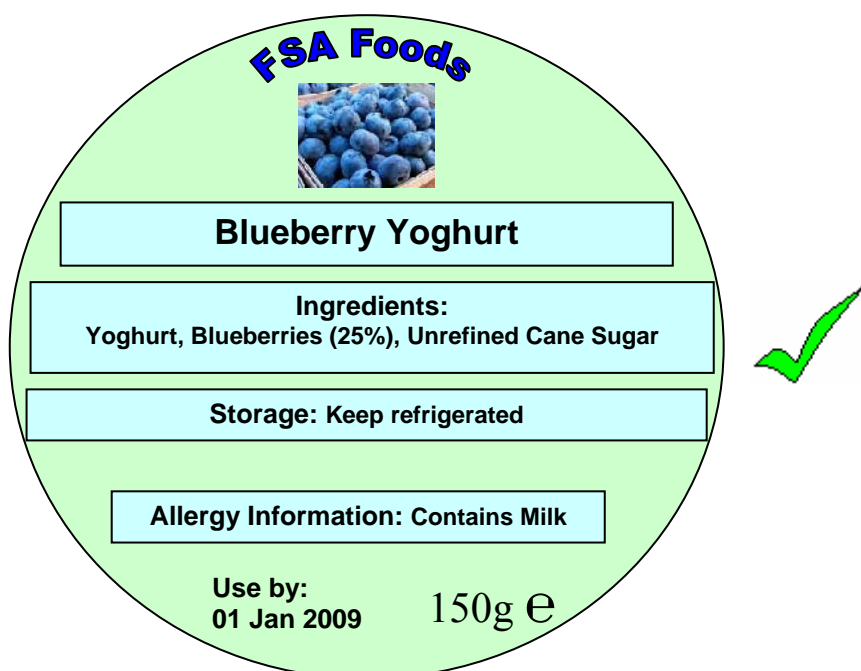 FSA Foods
Blueberry Yoghurt
Ingredients:
Yoghurt, Blueberries (25%), Unrefined Cane Sugar
Storage: Keep refrigerated
Allergy Information: Contains Milk
Use by:
01 Jan 2009
150g ℮